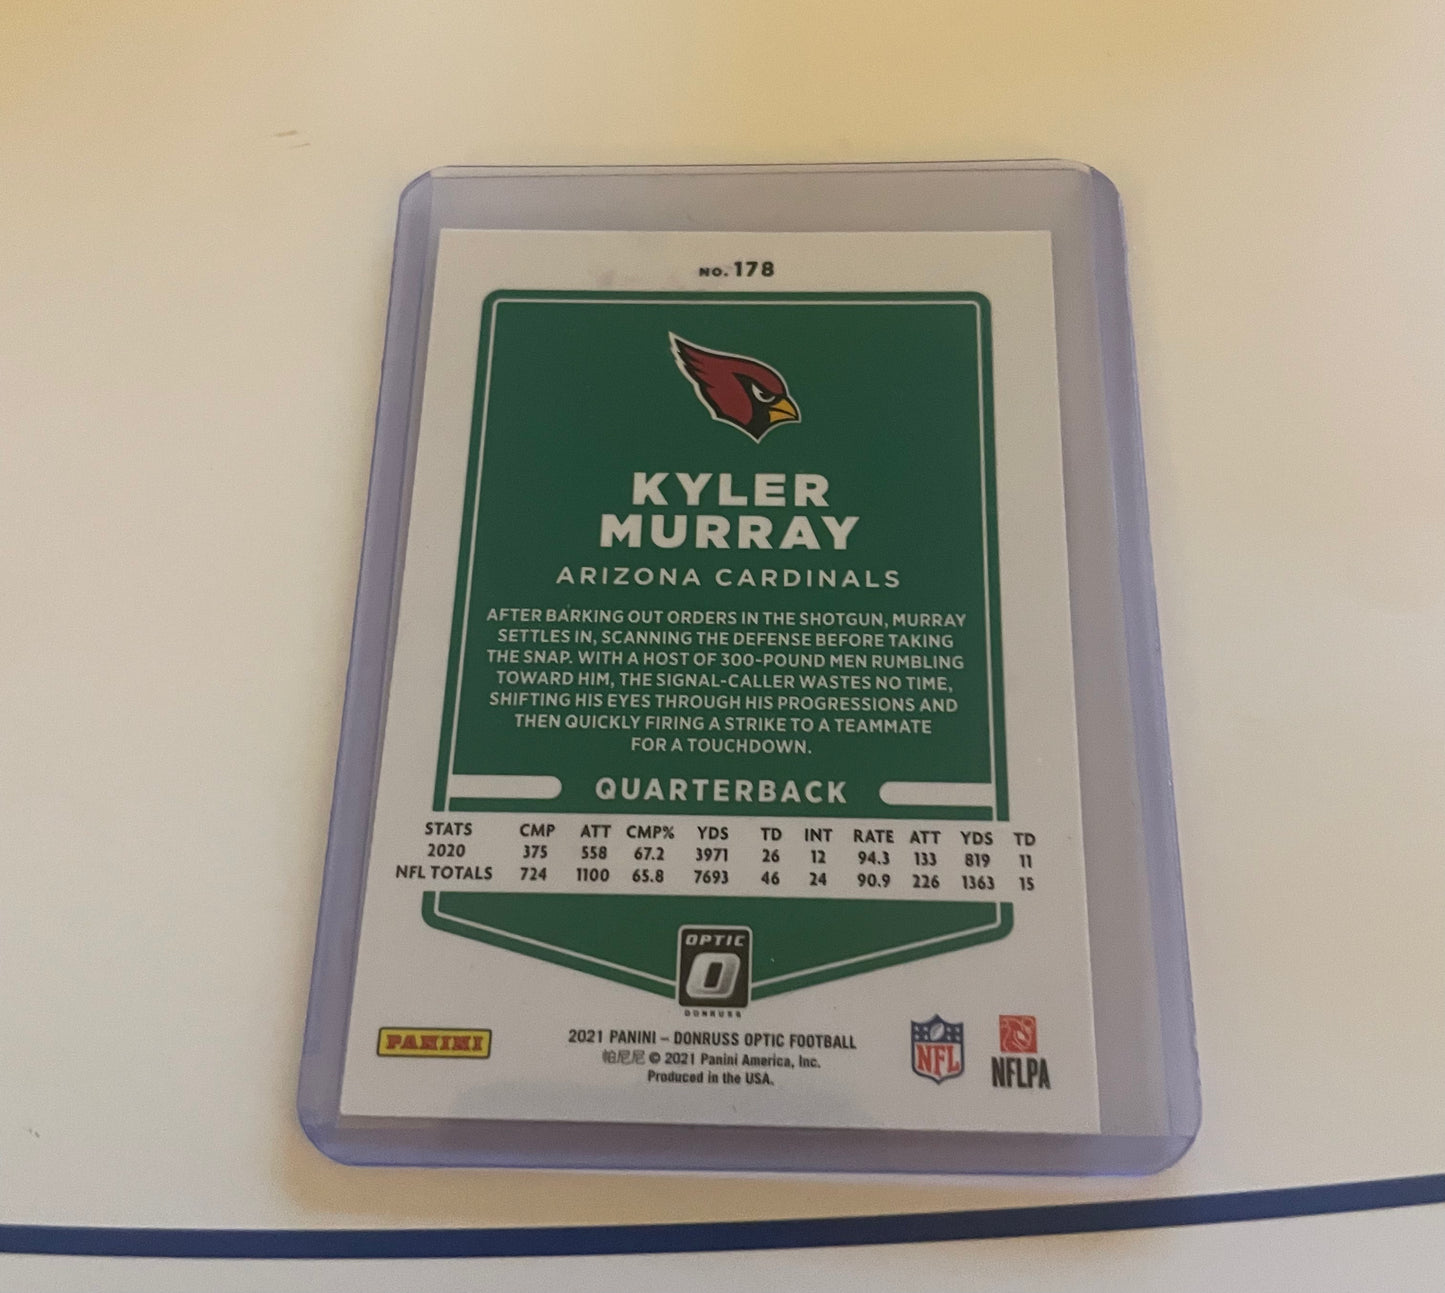 NO. 178
KYLER
MURRAY
ARIZONA CARDINALS
AFTER BARKING OUT ORDERS IN THE SHOTGUN, MURRAY
SETTLES IN, SCANNING THE DEFENSE BEFORE TAKING
THE SNAP. WITH A HOST OF 300-POUND MEN RUMBLING
TOWARD HIM, THE SIGNAL-CALLER WASTES NO TIME,
SHIFTING HIS EYES THROUGH HIS PROGRESSIONS AND
THEN QUICKLY FIRING A STRIKE TO A TEAMMATE
FOR A TOUCHDOWN.
QUARTERBACK
STATS CMP ATT CMP% YDS TD INT RATE ATT YDS TD
2020 375 558 67.2 3971 26 12 94.3 133 819 11
NFL TOTALS 724 1100 65.8 7693 46 24 90.9 226 1363 15
OPTIC
O
DONRUSS
PANINI
2021 PANINI – DONRUSS OPTIC FOOTBALL
帕尼尼 © 2021 Panini America, Inc.
Produced in the USA.
NFL
NFLPA